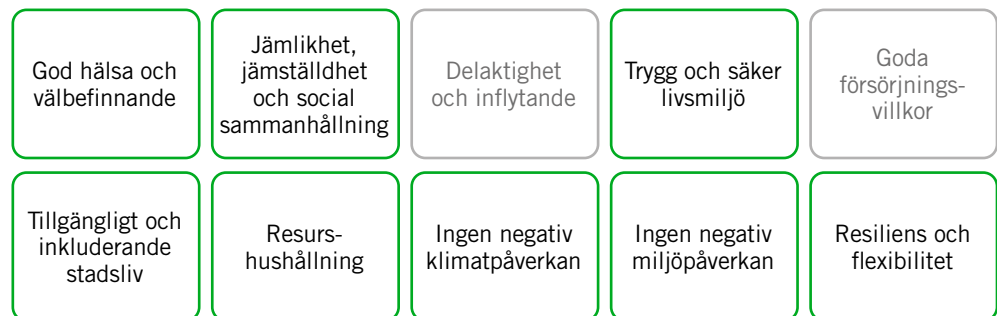 God hälsa och
välbefinnande
Jämlikhet,
jämställdhet
och social
sammanhållning
Delaktighet
och inflytande
Trygg och säker
livsmiljö
Goda
försörjnings-
villkor
Tillgängligt och
inkluderande
stadsliv
Resurs-
hushållning
Ingen negativ
klimatpåverkan
Ingen negativ
miljöpåverkan
Resiliens och
flexibilitet